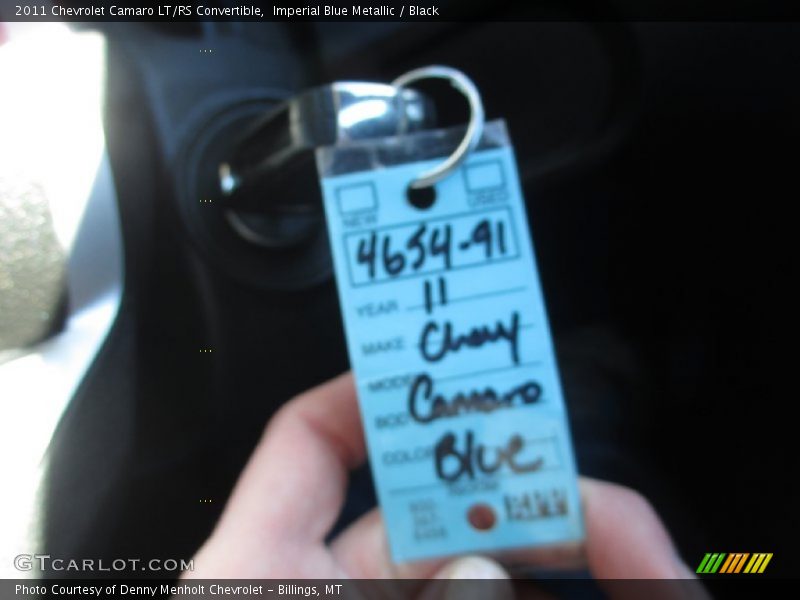 2011 Chevrolet Camaro LT/RS Convertible,  Imperial Blue Metallic / Black
NEW USED
4654-91
YEAR 11
MAKE Chevy
MODEL Camaro
BODY
COLOR Blue
GTCARLOT.COM
Photo Courtesy of Denny Menholt Chevrolet – Billings, MT